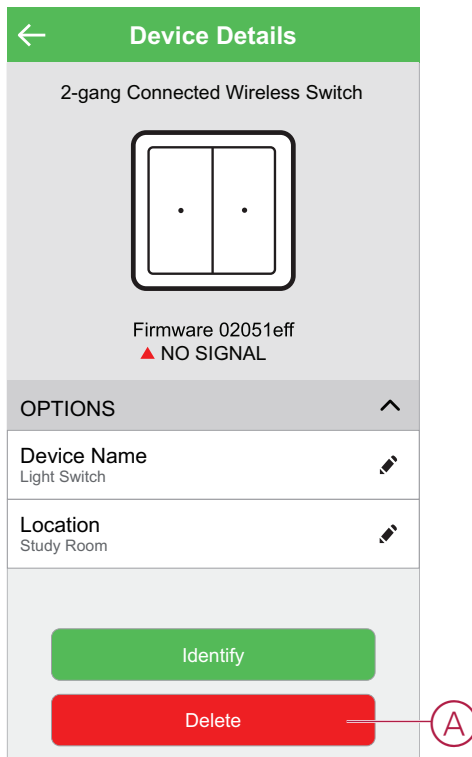 Device Details
2-gang Connected Wireless Switch
Firmware 02051eff
NO SIGNAL
OPTIONS
Device Name
Light Switch
Location
Study Room
Identify
Delete
A